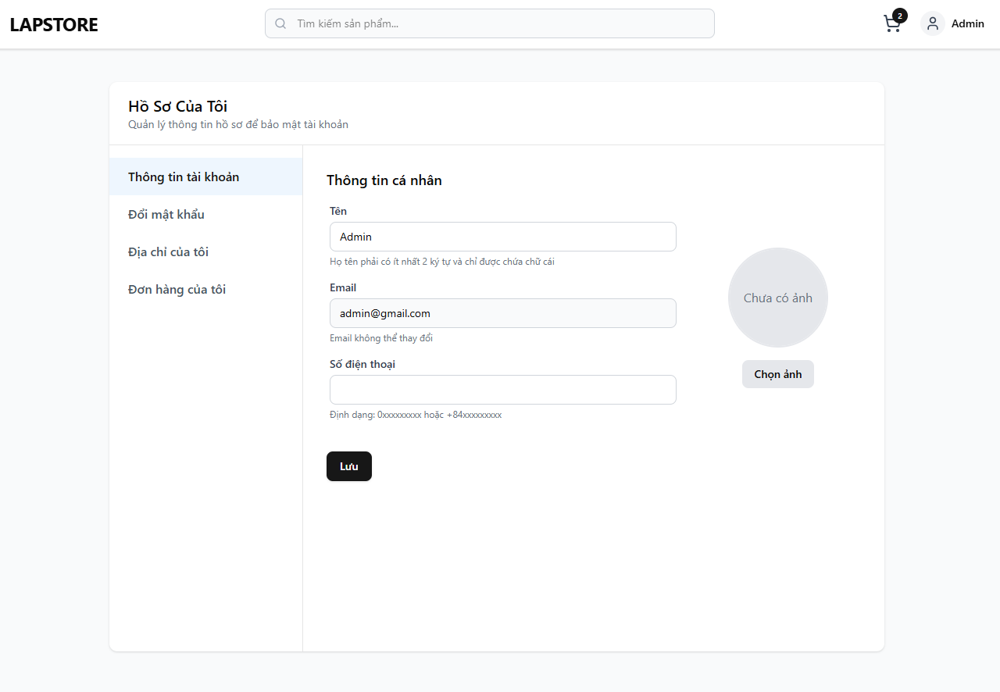 LAPSTORE
Tìm kiếm sản phẩm...
2
Admin
Hồ Sơ Của Tôi
Quản lý thông tin hồ sơ để bảo mật tài khoản
Thông tin tài khoản
Đổi mật khẩu
Địa chỉ của tôi
Đơn hàng của tôi
Thông tin cá nhân
Tên
Admin
Họ tên phải có ít nhất 2 ký tự và chỉ được chứa chữ cái
Email
admin@gmail.com
Email không thể thay đổi
Số điện thoại
Định dạng: 0xxxxxxxxx hoặc +84xxxxxxxxx
Lưu
Chưa có ảnh
Chọn ảnh